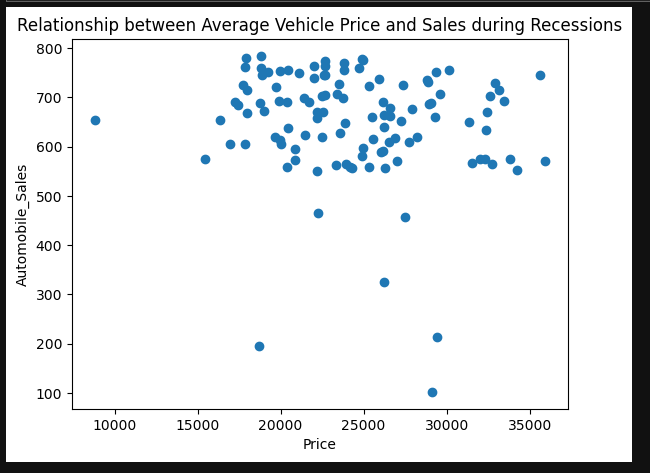 Relationship between Average Vehicle Price and Sales during Recessions
800
700
600
500
400
300
200
100
Automobile_Sales
10000 15000 20000 25000 30000 35000
Price